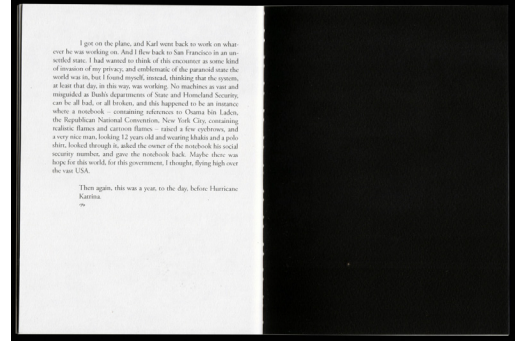 I got on the plane, and Karl went back to work on what-
ever he was working on. And I flew back to San Francisco in an un-
settled state. I had wanted to think of this encounter as some kind
of invasion of my privacy, and emblematic of the paranoid state the
world was in, but I found myself, instead, thinking that the system,
at least that day, in this way, was working. No machines as vast and
misguided as Bush's departments of State and Homeland Security,
can be all bad, or all broken, and this happened to be an instance
where a notebook – containing references to Osama bin Laden,
the Republican National Convention, New York City, containing
realistic flames and cartoon flames – raised a few eyebrows, and
a very nice man, looking 12 years old and wearing khakis and a polo
shirt, looked through it, asked the owner of the notebook his social
security number, and gave the notebook back. Maybe there was
hope for this world, for this government, I thought, flying high over
the vast USA.
Then again, this was a year, to the day, before Hurricane
Katrina.